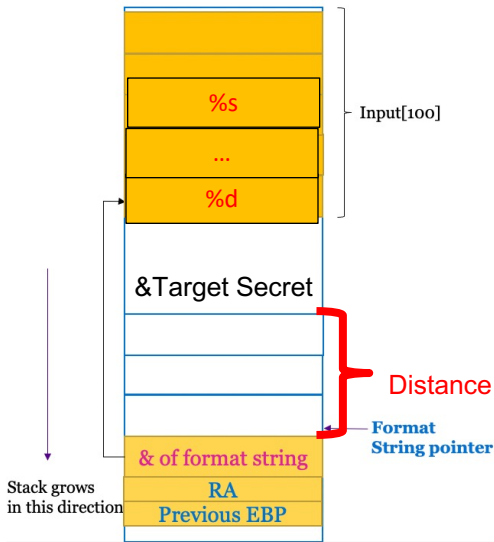 %s
Input[100]
...
%d
&Target Secret
Distance
Format
String pointer
& of format string
Stack grows
in this direction
RA
Previous EBP